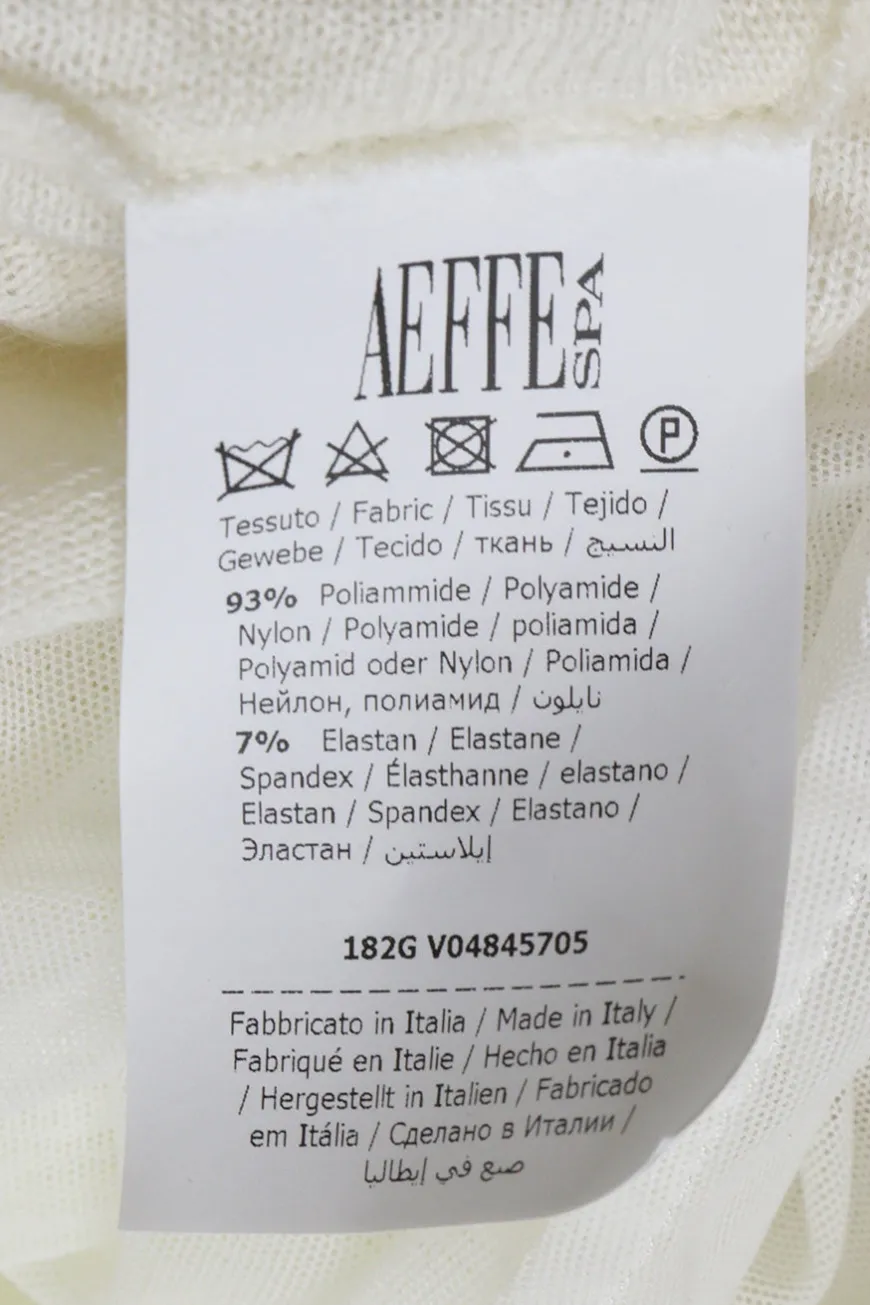 AEFFE SPA
P
Tessuto / Fabric / Tissu / Tejido /
Gewebe / Tecido / ткань / النسيج
93% Poliammide / Polyamide /
Nylon / Polyamide / poliamida /
Polyamid oder Nylon / Poliamida /
Нейлон, полиамид / نايلون
7% Elastan / Elastane /
Spandex / Élasthanne / elastano /
Elastan / Spandex / Elastano /
Эластан / إيلاستين
182G V04845705
Fabbricato in Italia / Made in Italy /
Fabriqué en Italie / Hecho en Italia
/ Hergestellt in Italien / Fabricado
em Itália / Сделано в Италии /
صنع في إيطاليا